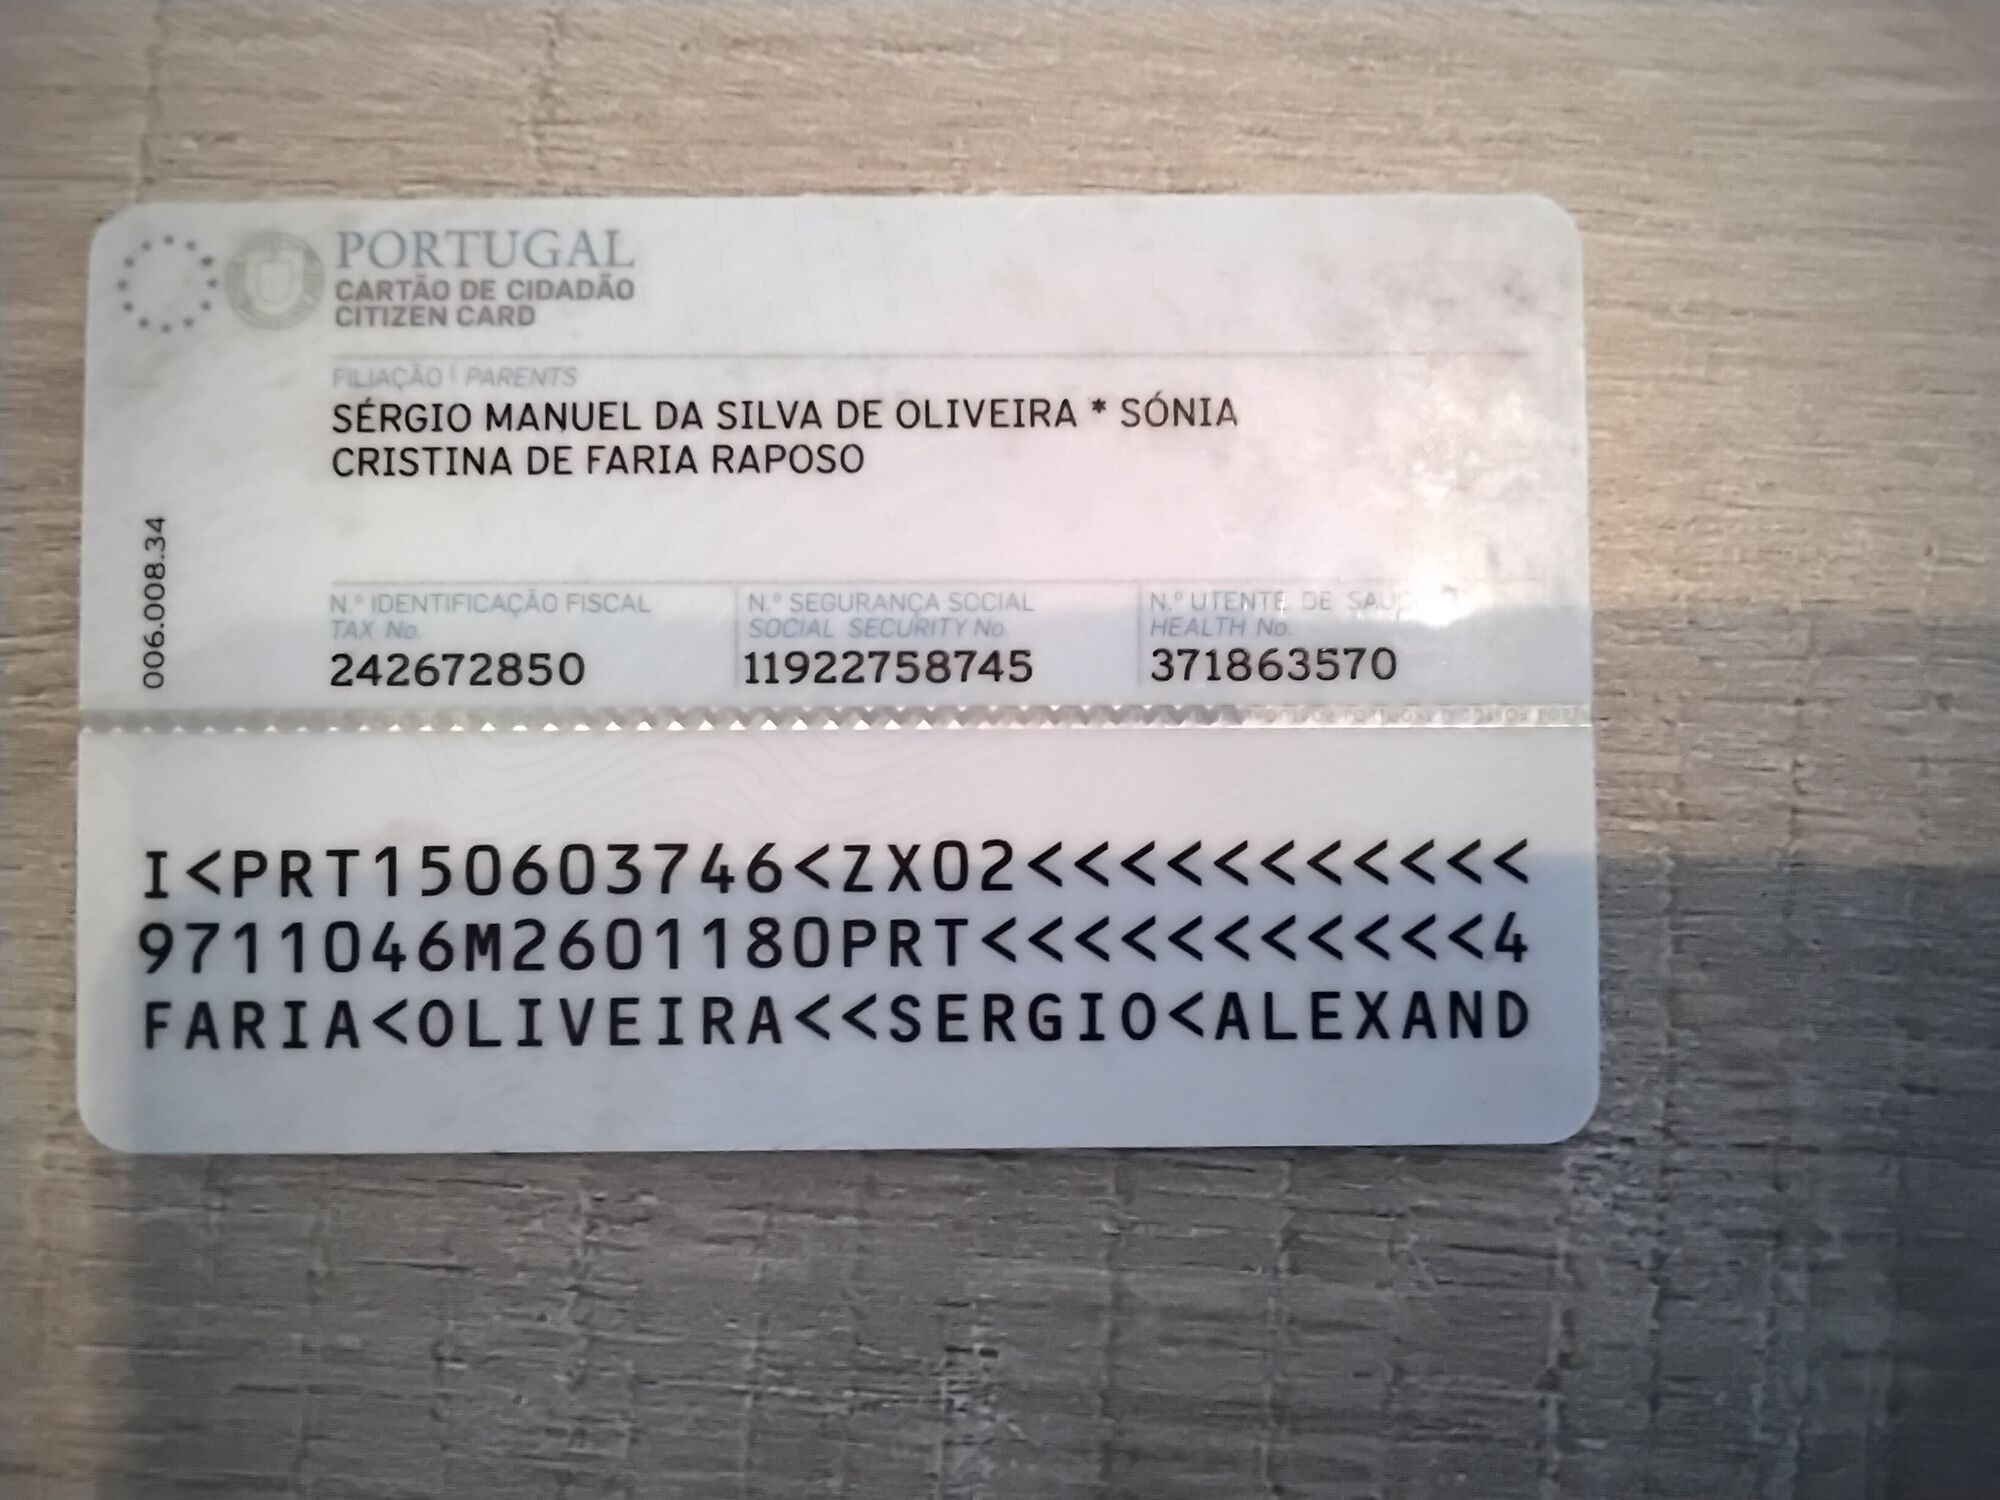 PORTUGAL
CARTÃO DE CIDADÃO
CITIZEN CARD
FILIAÇÃO | PARENTS
SÉRGIO MANUEL DA SILVA DE OLIVEIRA * SÓNIA
CRISTINA DE FARIA RAPOSO
006.008.34
N.º IDENTIFICAÇÃO FISCAL
TAX No.
242672850
N.º SEGURANÇA SOCIAL
SOCIAL SECURITY No.
11922758745
N.º UTENTE DE
HEALTH No.
371863570
I<PRT150603746<ZX02<<<<<<<<<<<
9711046M2601180PRT<<<<<<<<<<<4
FARIA<OLIVEIRA<<SERGIO<ALEXAND